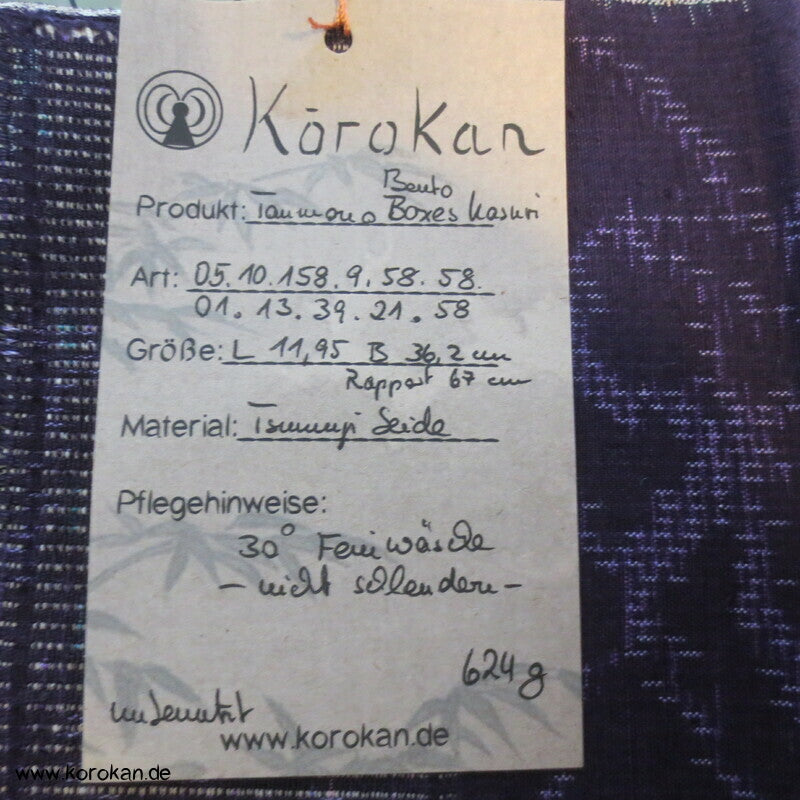 Kōrokan
Bento
Produkt: Tanmono Boxes Kasuri
Art: 05.10.158.9.58.58.
01.13.39.21.58
Größe: L 11,95 B 36,2 cm
Rapport 67 cm
Material: Tsumugi Seide
Pflegehinweise:
30° Feinwäsche
- nicht schleudern -
624 g
unbenutzt
www.korokan.de
www.korokan.de